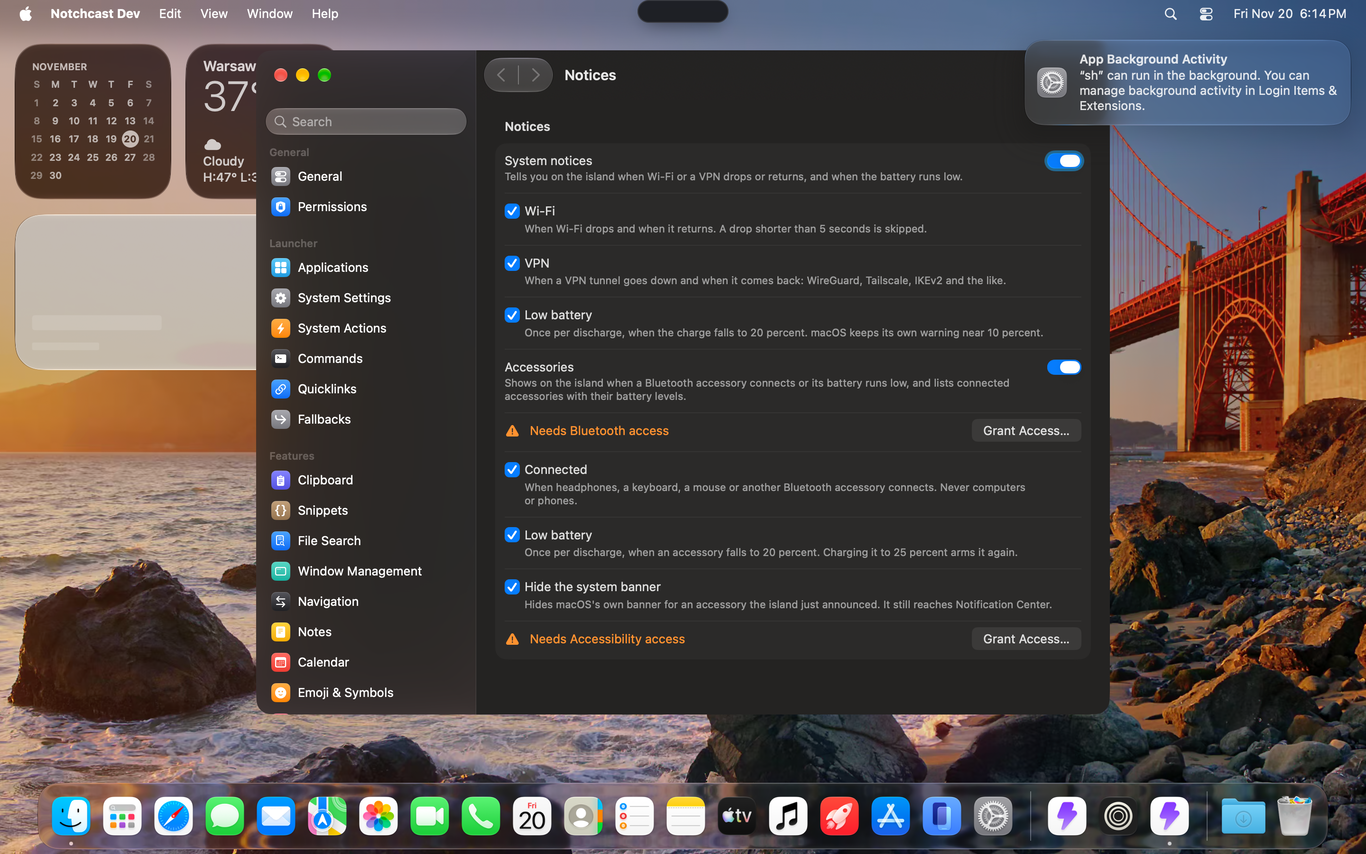 Notchcast Dev Edit View Window Help
Fri Nov 20 6:14 PM
NOVEMBER
S M T W T F S
1 2 3 4 5 6 7
8 9 10 11 12 13 14
15 16 17 18 19 20 21
22 23 24 25 26 27 28
29 30
Warsaw
37°
Cloudy
H:47° L:3
Search
General
General
Permissions
Launcher
Applications
System Settings
System Actions
Commands
Quicklinks
Fallbacks
Features
Clipboard
Snippets
File Search
Window Management
Navigation
Notes
Calendar
Emoji & Symbols
Notices
Notices
System notices
Tells you on the island when Wi-Fi or a VPN drops or returns, and when the battery runs low.
Wi-Fi
When Wi-Fi drops and when it returns. A drop shorter than 5 seconds is skipped.
VPN
When a VPN tunnel goes down and when it comes back: WireGuard, Tailscale, IKEv2 and the like.
Low battery
Once per discharge, when the charge falls to 20 percent. macOS keeps its own warning near 10 percent.
Accessories
Shows on the island when a Bluetooth accessory connects or its battery runs low, and lists connected
accessories with their battery levels.
Needs Bluetooth access
Grant Access...
Connected
When headphones, a keyboard, a mouse or another Bluetooth accessory connects. Never computers
or phones.
Low battery
Once per discharge, when an accessory falls to 20 percent. Charging it to 25 percent arms it again.
Hide the system banner
Hides macOS's own banner for an accessory the island just announced. It still reaches Notification Center.
Needs Accessibility access
Grant Access...
App Background Activity
“sh” can run in the background. You can
manage background activity in Login Items &
Extensions.
Fri
20
tv